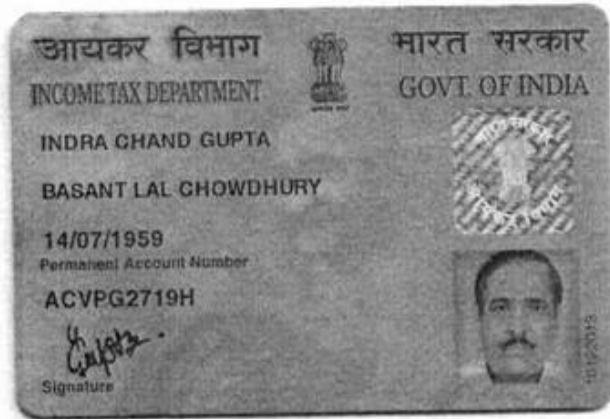 आयकर विभाग
INCOME TAX DEPARTMENT
भारत सरकार
GOVT. OF INDIA
INDRA CHAND GUPTA
BASANT LAL CHOWDHURY
14/07/1959
Permanent Account Number
ACVPG2719H
Signature